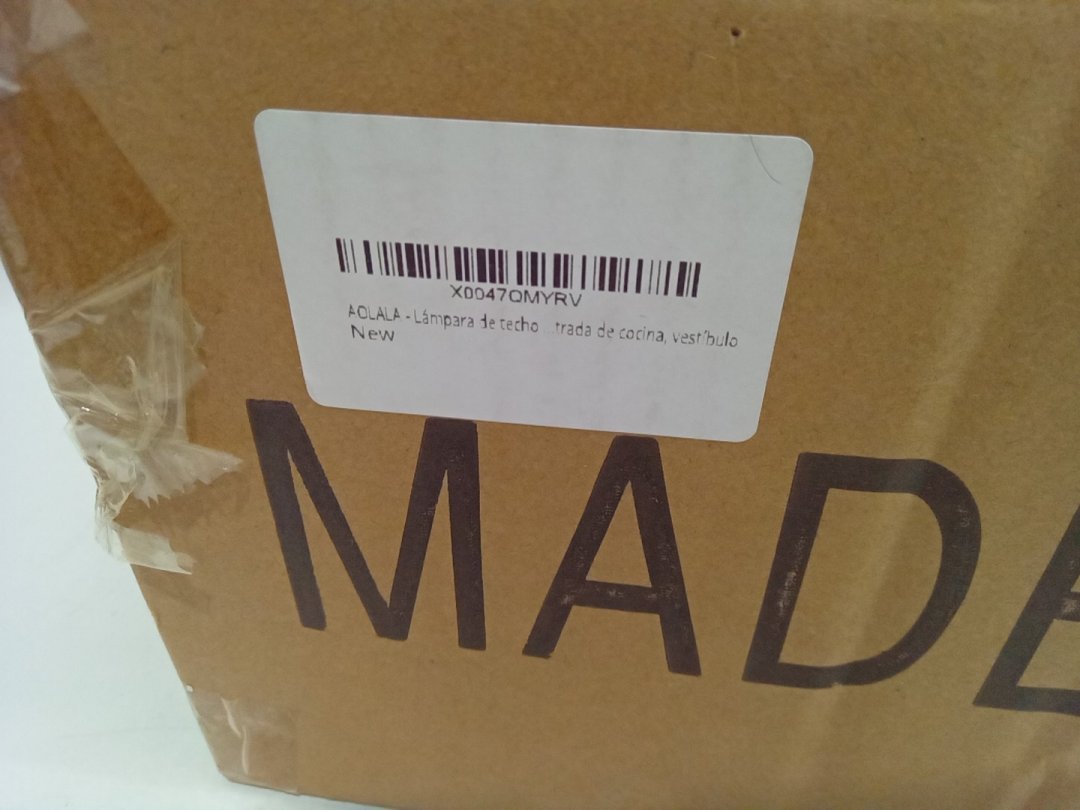 X0047QMYRV
AOLALA - Lámpara de techo ...trada de cocina, vestíbulo
New
MADE